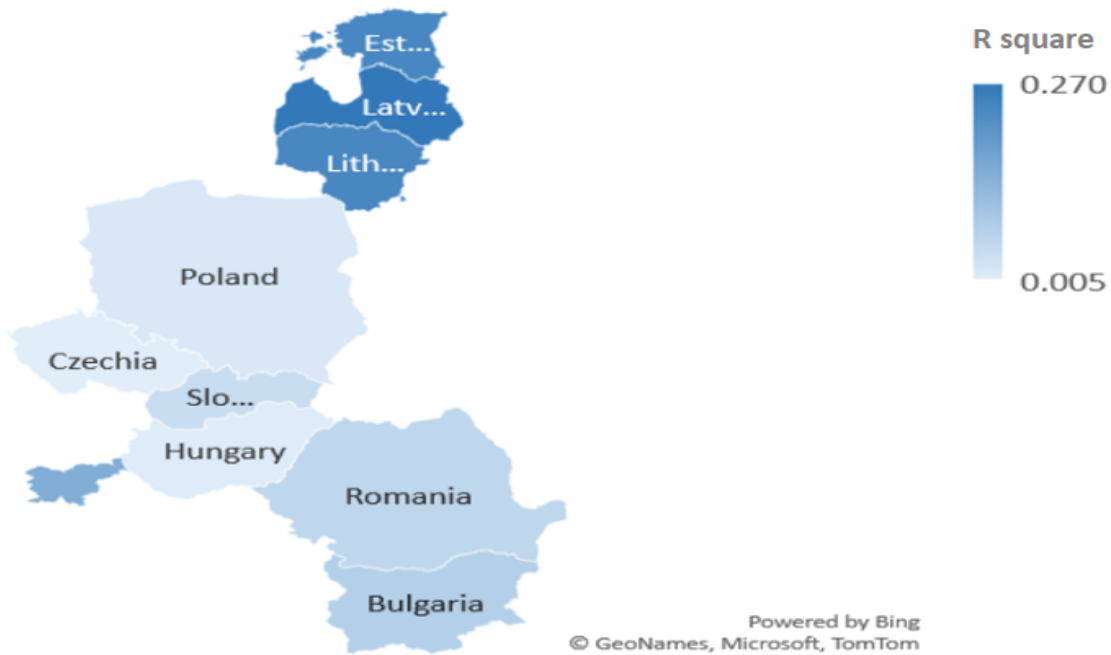 R square
0.270
0.005
Est...
Latv...
Lith...
Poland
Czechia
Slo...
Hungary
Romania
Bulgaria
Powered by Bing
© GeoNames, Microsoft, TomTom